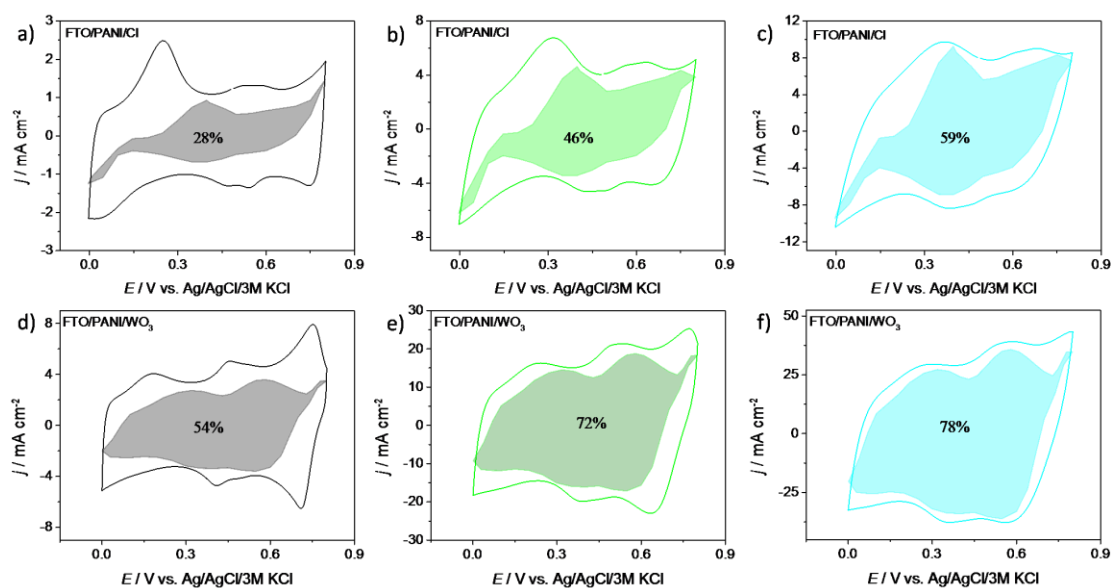 a)
FTO/PANI/Cl
3
2
1
0
-1
-2
-3
28%
0.0 0.3 0.6 0.9
j / mA cm⁻²
E / V vs. Ag/AgCl/3M KCl
b)
FTO/PANI/Cl
8
4
0
-4
-8
46%
0.0 0.3 0.6 0.9
j / mA cm⁻²
E / V vs. Ag/AgCl/3M KCl
c)
FTO/PANI/Cl
12
8
4
0
-4
-8
-12
59%
0.0 0.3 0.6 0.9
j / mA cm⁻²
E / V vs. Ag/AgCl/3M KCl
d)
FTO/PANI/WO₃
8
4
0
-4
-8
54%
0.0 0.3 0.6 0.9
j / mA cm⁻²
E / V vs. Ag/AgCl/3M KCl
e)
FTO/PANI/WO₃
30
20
10
0
-10
-20
-30
72%
0.0 0.3 0.6 0.9
j / mA cm⁻²
E / V vs. Ag/AgCl/3M KCl
f)
FTO/PANI/WO₃
50
25
0
-25
78%
0.0 0.3 0.6 0.9
j / mA cm⁻²
E / V vs. Ag/AgCl/3M KCl